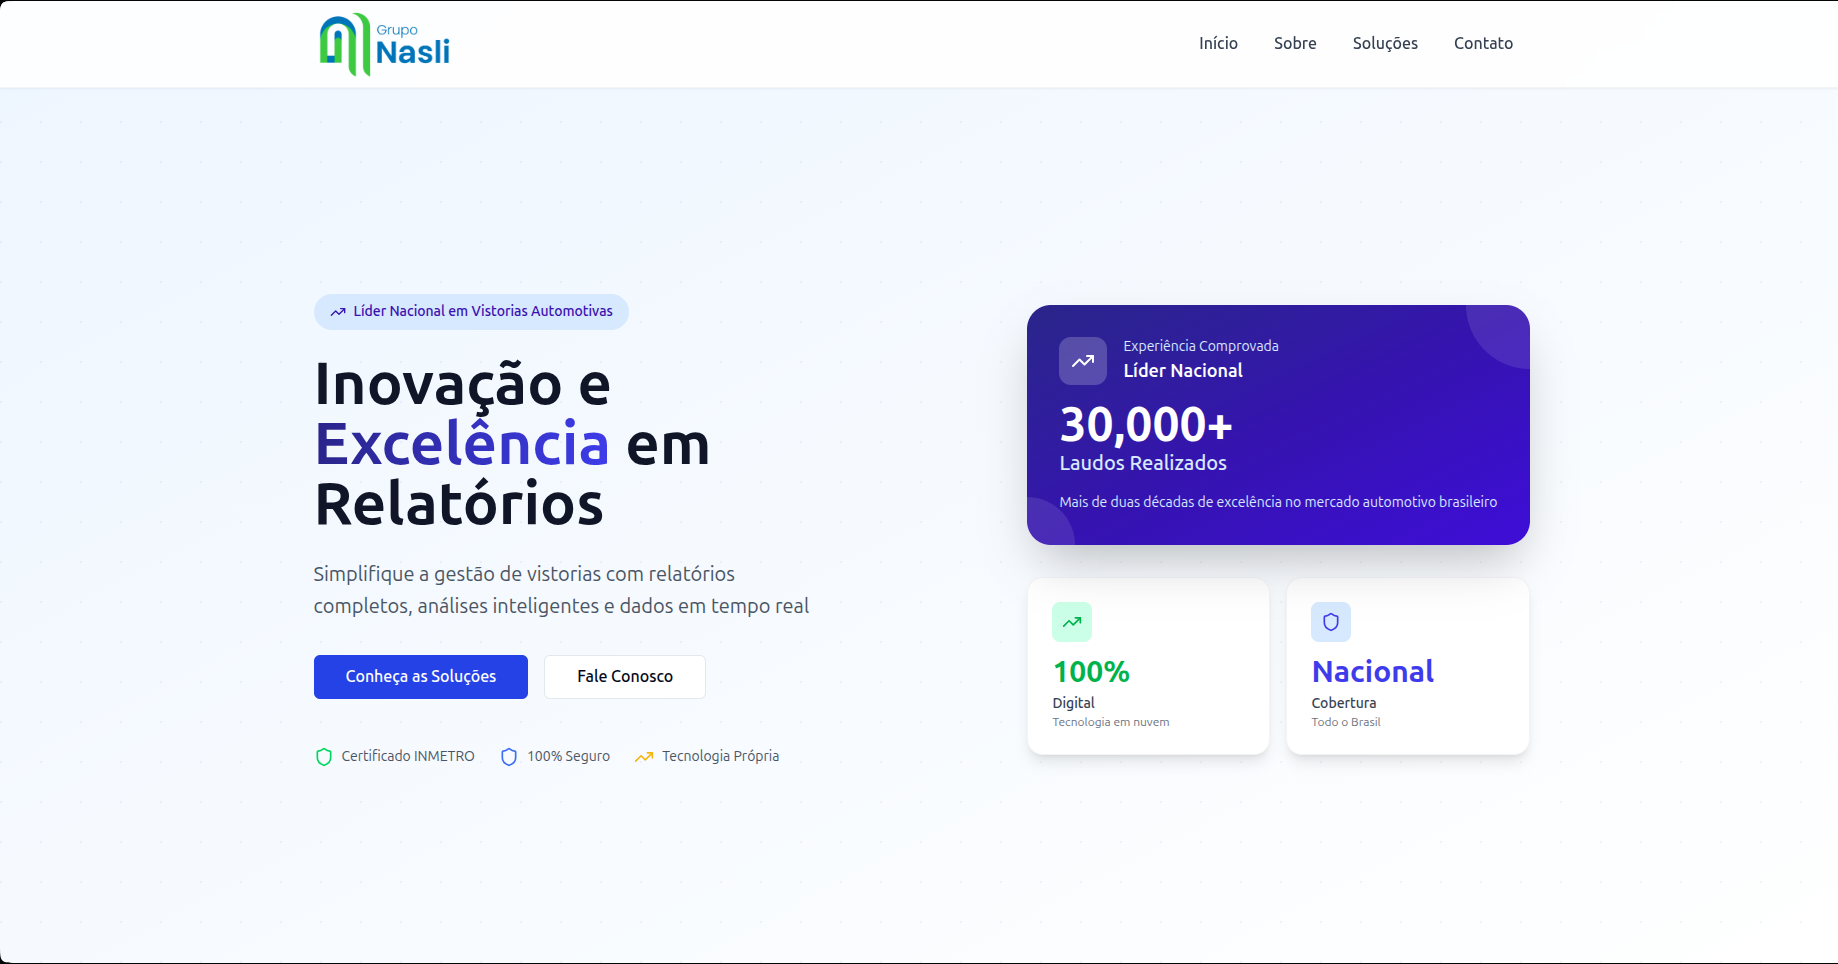 Grupo
Nasli
Início
Sobre
Soluções
Contato
Líder Nacional em Vistorias Automotivas
Inovação e
Excelência em
Relatórios
Simplifique a gestão de vistorias com relatórios
completos, análises inteligentes e dados em tempo real
Conheça as Soluções
Fale Conosco
Certificado INMETRO
100% Seguro
Tecnologia Própria
Experiência Comprovada
Líder Nacional
30,000+
Laudos Realizados
Mais de duas décadas de excelência no mercado automotivo brasileiro
100%
Digital
Tecnologia em nuvem
Nacional
Cobertura
Todo o Brasil